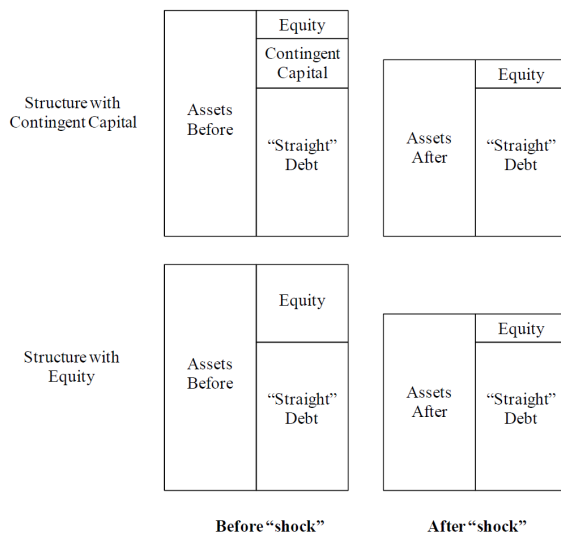 Structure with
Contingent Capital
Assets
Before
Equity
Contingent
Capital
“Straight”
Debt
Assets
After
Equity
“Straight”
Debt
Structure with
Equity
Assets
Before
Equity
“Straight”
Debt
Assets
After
Equity
“Straight”
Debt
Before “shock”
After “shock”